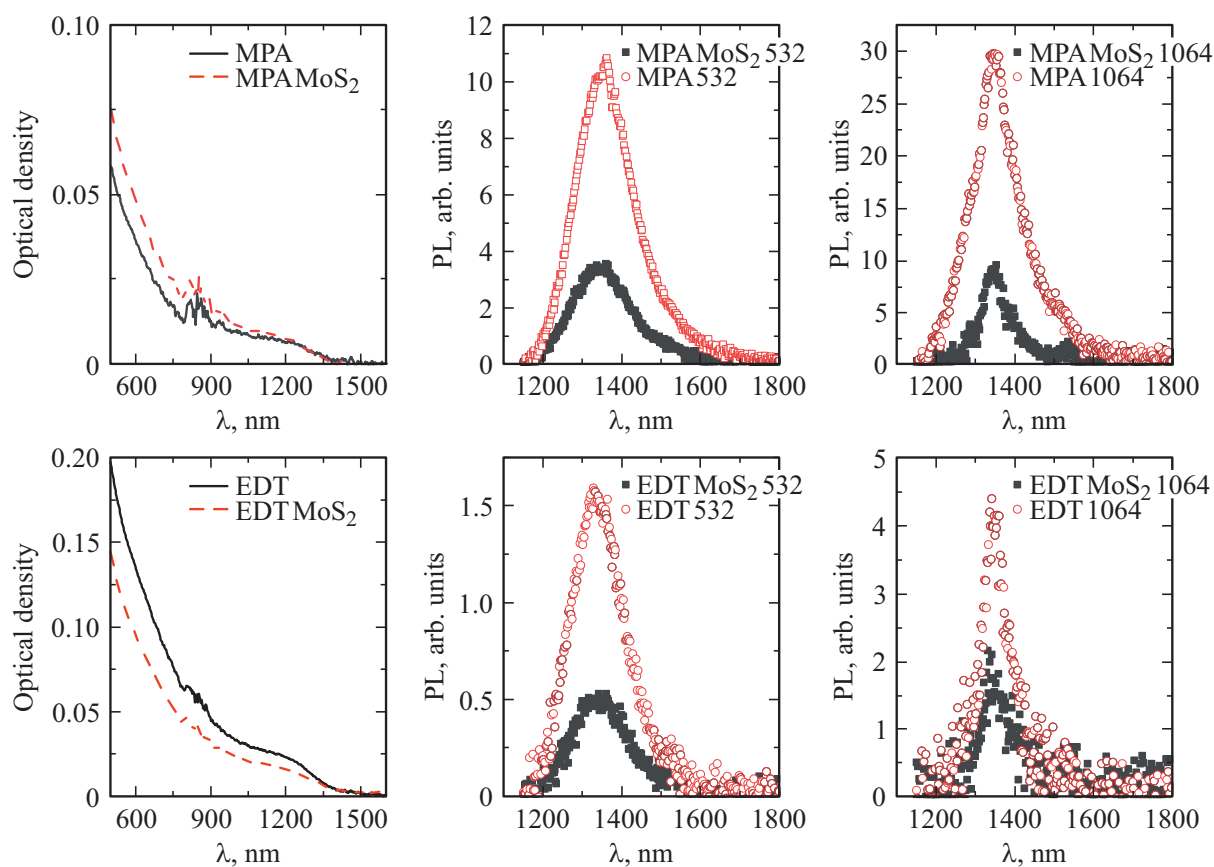 Optical density
0.10
0.05
0
MPA
MPA MoS₂
600 900 1200 1500
λ, nm
PL, arb. units
12
10
8
6
4
2
0
MPA MoS₂ 532
MPA 532
1200 1400 1600 1800
λ, nm
PL, arb. units
30
25
20
15
10
5
0
MPA MoS₂ 1064
MPA 1064
1200 1400 1600 1800
λ, nm
Optical density
0.20
0.15
0.10
0.05
0
EDT
EDT MoS₂
600 900 1200 1500
λ, nm
PL, arb. units
1.5
1.0
0.5
0
EDT MoS₂ 532
EDT 532
1200 1400 1600 1800
λ, nm
PL, arb. units
5
4
3
2
1
0
EDT MoS₂ 1064
EDT 1064
1200 1400 1600 1800
λ, nm